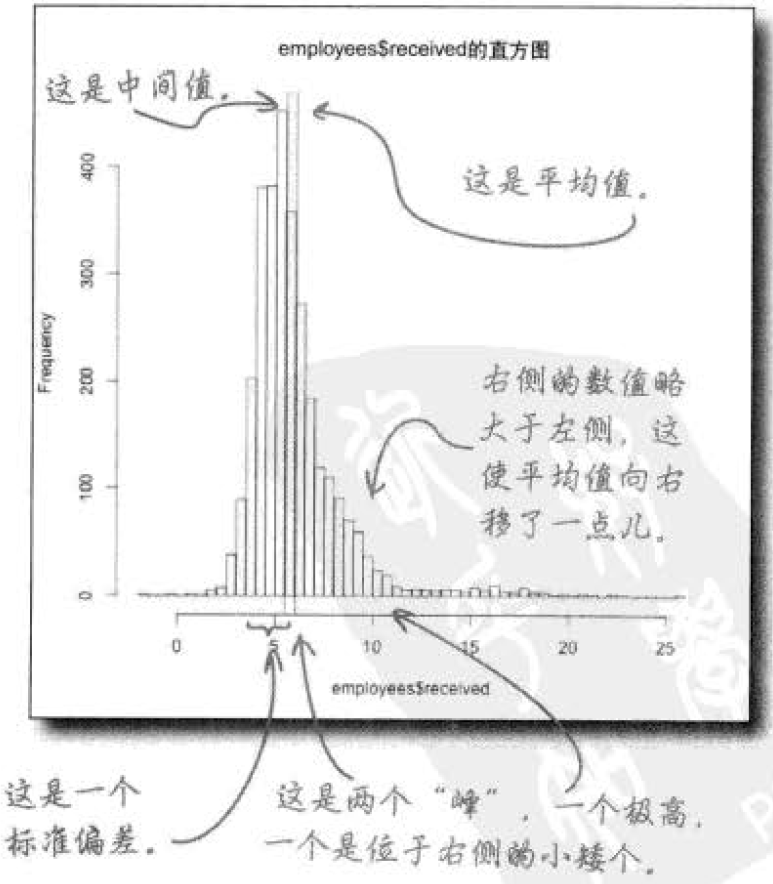 employees$received的直方图
这是中间值.
这是平均值.
400
300
200
100
0
Frequency
右侧的数值略
大于左侧, 这
使平均值向右
移了一点儿.
0 5 10 15 20 25
employees$received
这是一个
标准偏差.
这是两个“峰”, 一个极高,
一个是位于右侧的小矮个.